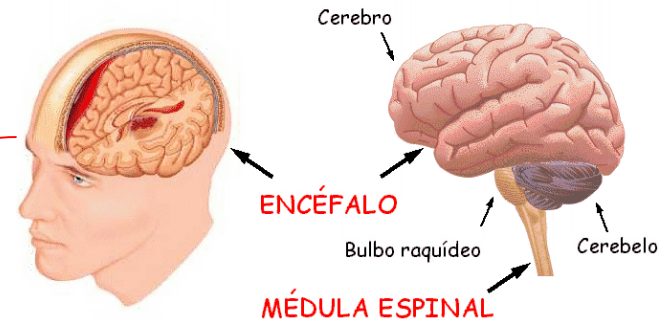 Cerebro
ENCÉFALO
Bulbo raquídeo
Cerebelo
MÉDULA ESPINAL